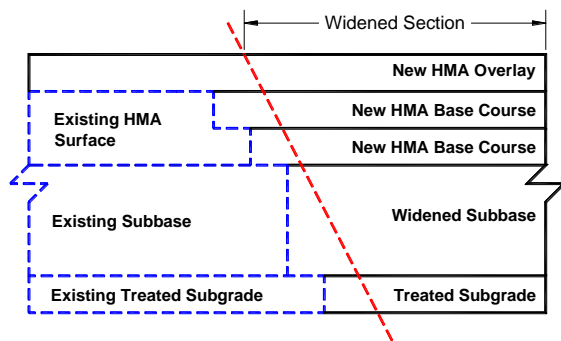 Widened Section
New HMA Overlay
Existing HMA
Surface
New HMA Base Course
New HMA Base Course
Existing Subbase
Widened Subbase
Existing Treated Subgrade
Treated Subgrade